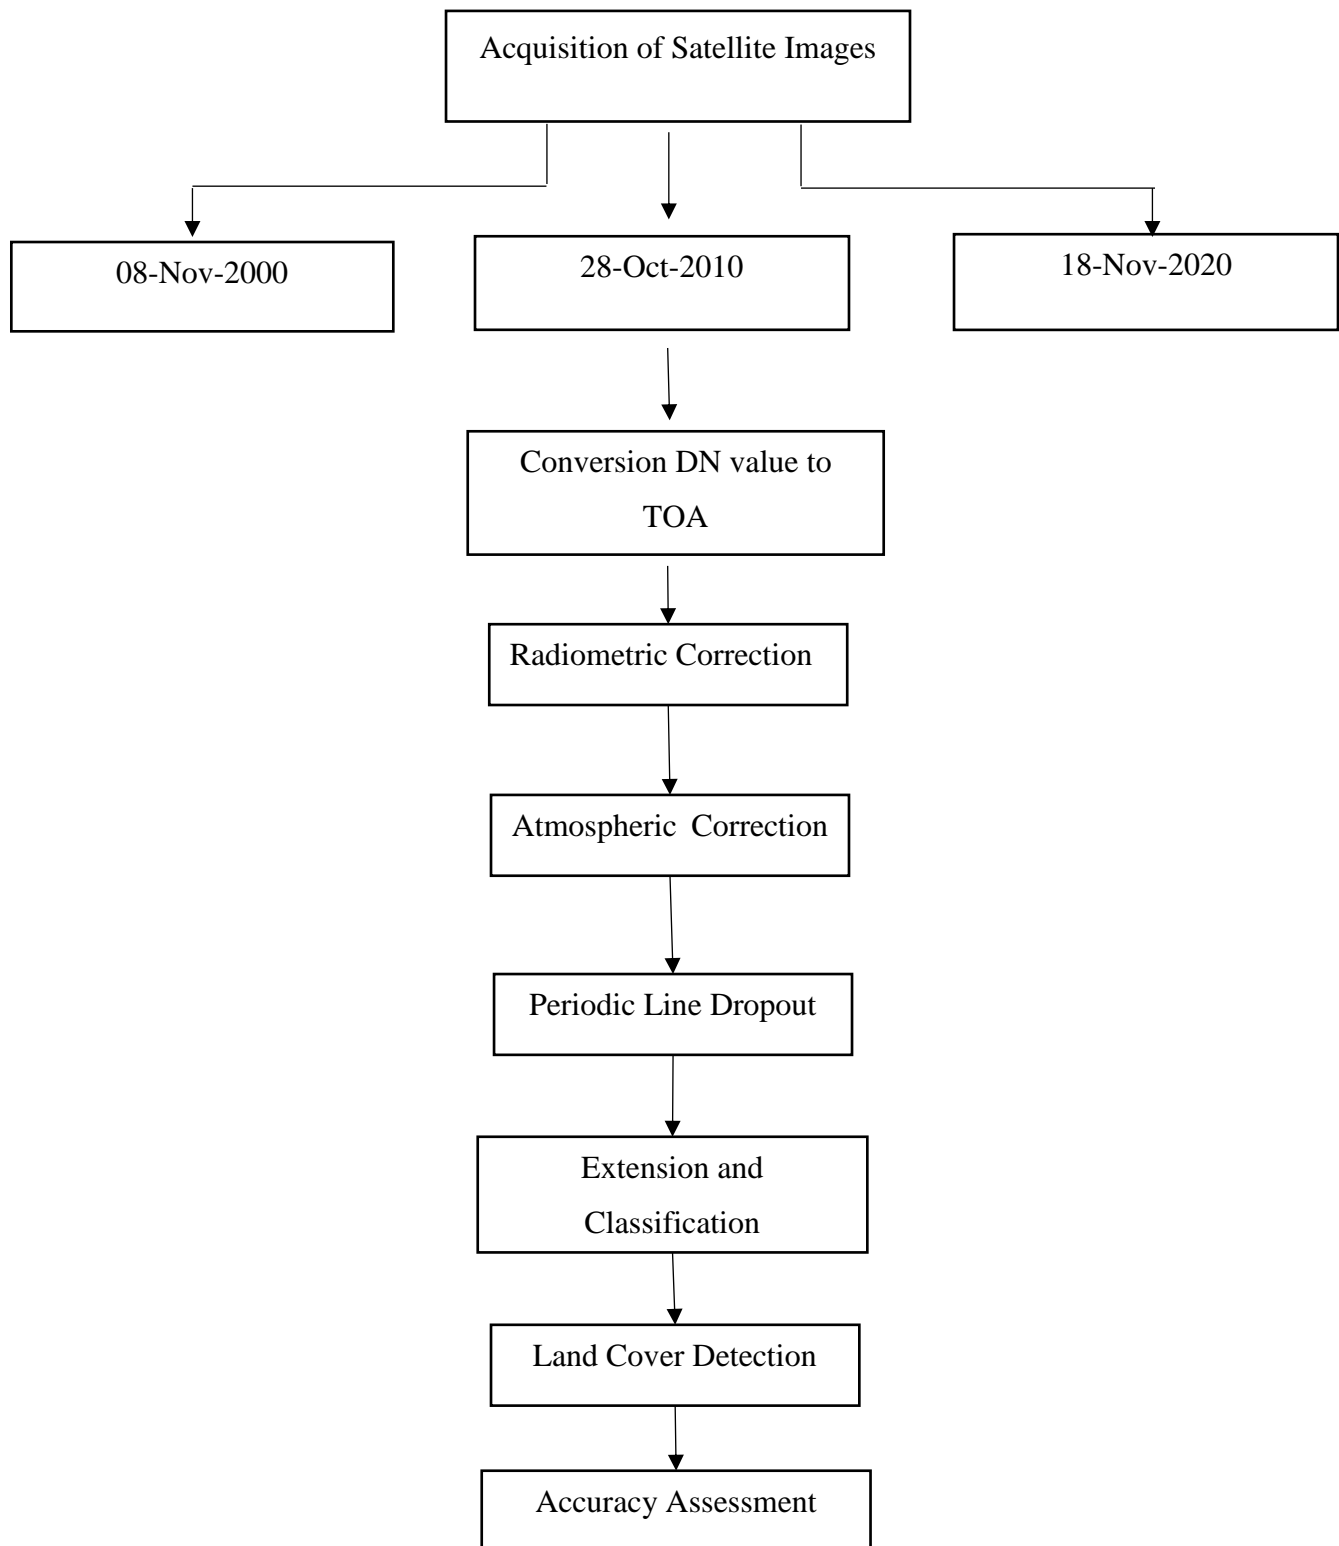 Acquisition of Satellite Images
08-Nov-2000
28-Oct-2010
18-Nov-2020
Conversion DN value to
TOA
Radiometric Correction
Atmospheric Correction
Periodic Line Dropout
Extension and
Classification
Land Cover Detection
Accuracy Assessment